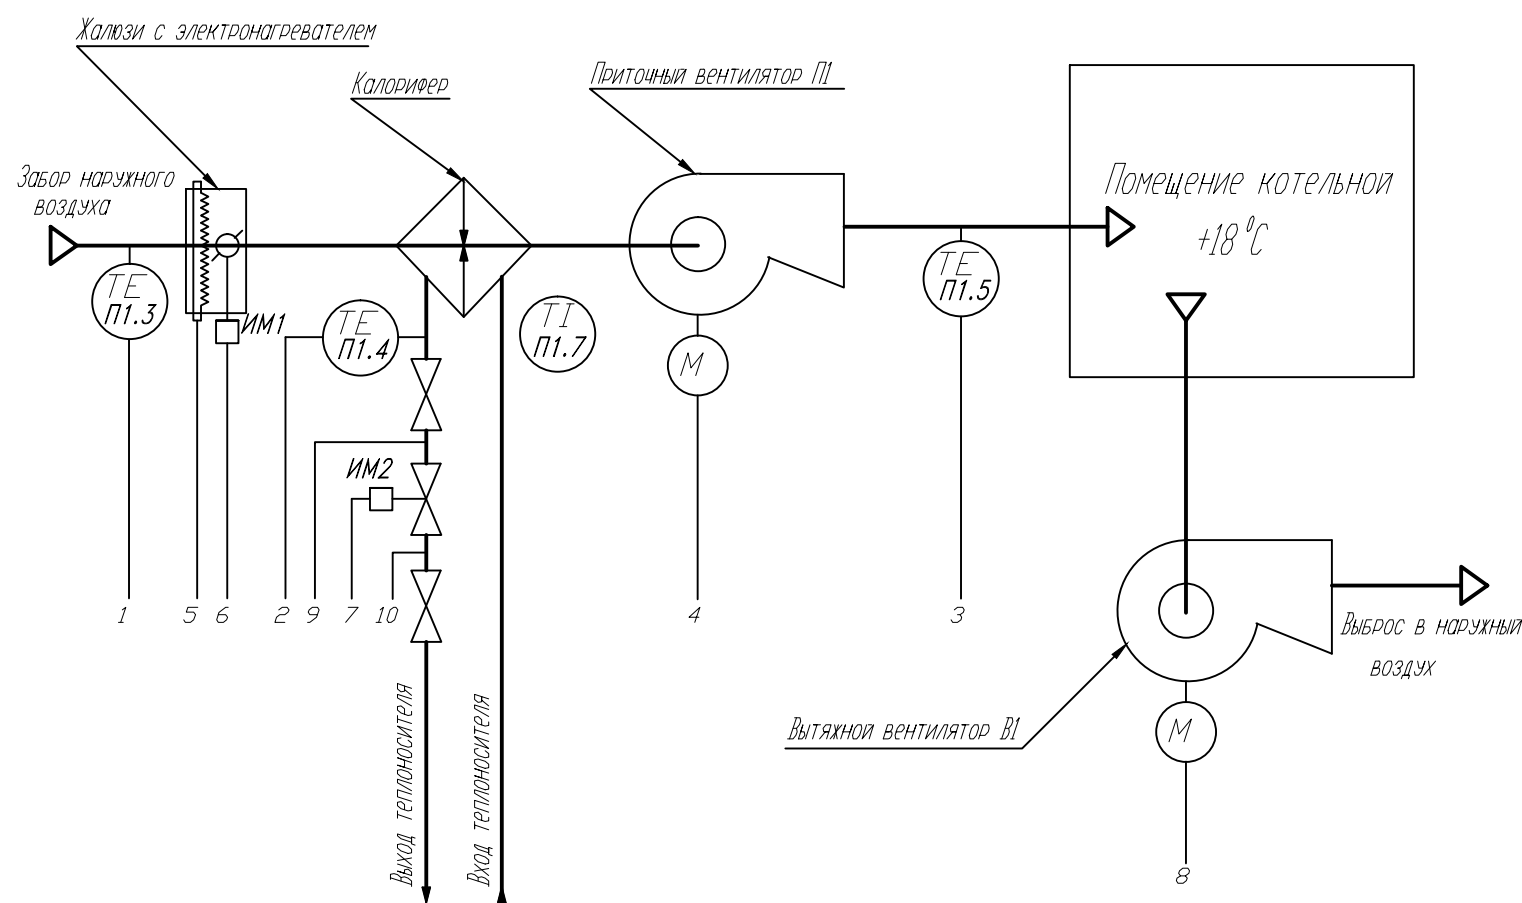 Жалюзи с электронагревателем
Калорифер
Приточный вентилятор П1
Забор наружного
воздуха
Помещение котельной
+18 ⁰С
TE
П1.3
ИМ1
TE
П1.4
TI
П1.7
М
TE
П1.5
ИМ2
1
5
6
2
9
7
10
4
3
Выброс в наружный
воздух
Вытяжной вентилятор В1
М
8
Выход теплоносителя
Вход теплоносителя